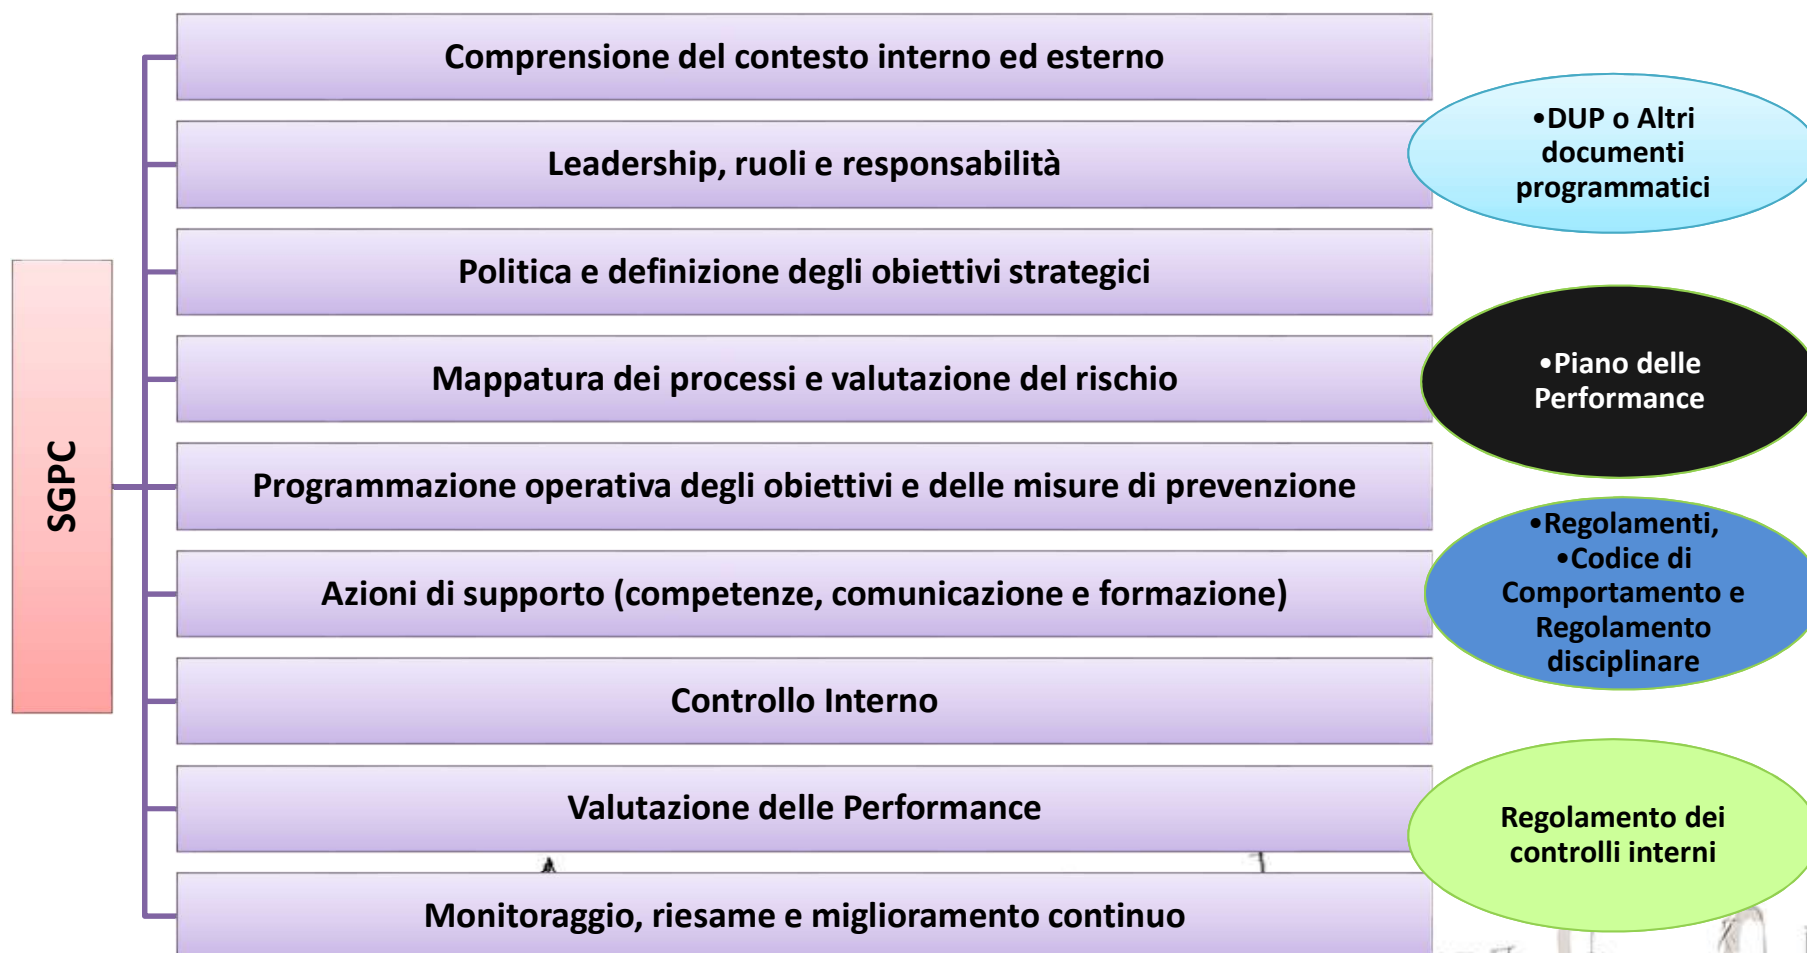 SGPC
Comprensione del contesto interno ed esterno
Leadership, ruoli e responsabilità
Politica e definizione degli obiettivi strategici
Mappatura dei processi e valutazione del rischio
Programmazione operativa degli obiettivi e delle misure di prevenzione
Azioni di supporto (competenze, comunicazione e formazione)
Controllo Interno
Valutazione delle Performance
Monitoraggio, riesame e miglioramento continuo
•DUP o Altri
documenti
programmatici
•Piano delle
Performance
•Regolamenti,
•Codice di
Comportamento e
Regolamento
disciplinare
Regolamento dei
controlli interni